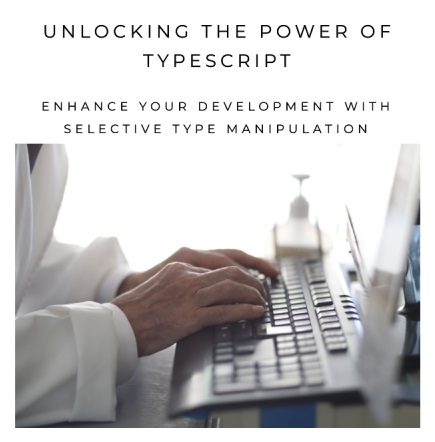 UNLOCKING THE POWER OF
TYPESCRIPT
ENHANCE YOUR DEVELOPMENT WITH
SELECTIVE TYPE MANIPULATION